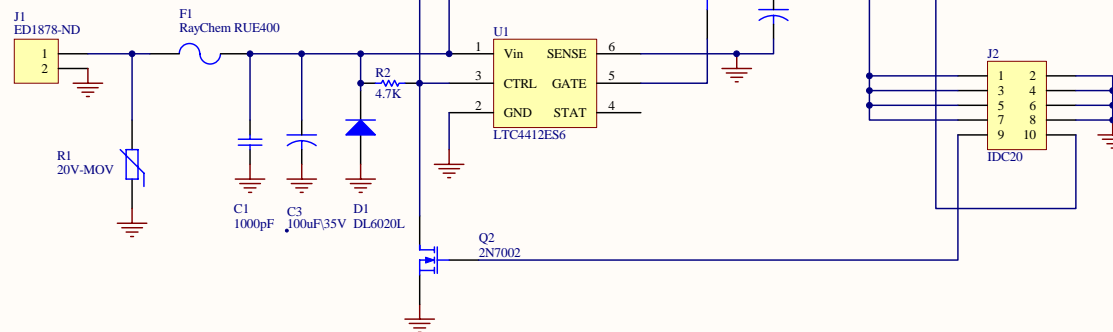 J1
ED1878-ND
1
2
F1
RayChem RUE400
R1
20V-MOV
C1
1000pF
C3
100uF\35V
D1
DL6020L
R2
4.7K
U1
1 Vin SENSE 6
3 CTRL GATE 5
2 GND STAT 4
LTC4412ES6
Q2
2N7002
J2
1 2
3 4
5 6
7 8
9 10
IDC20